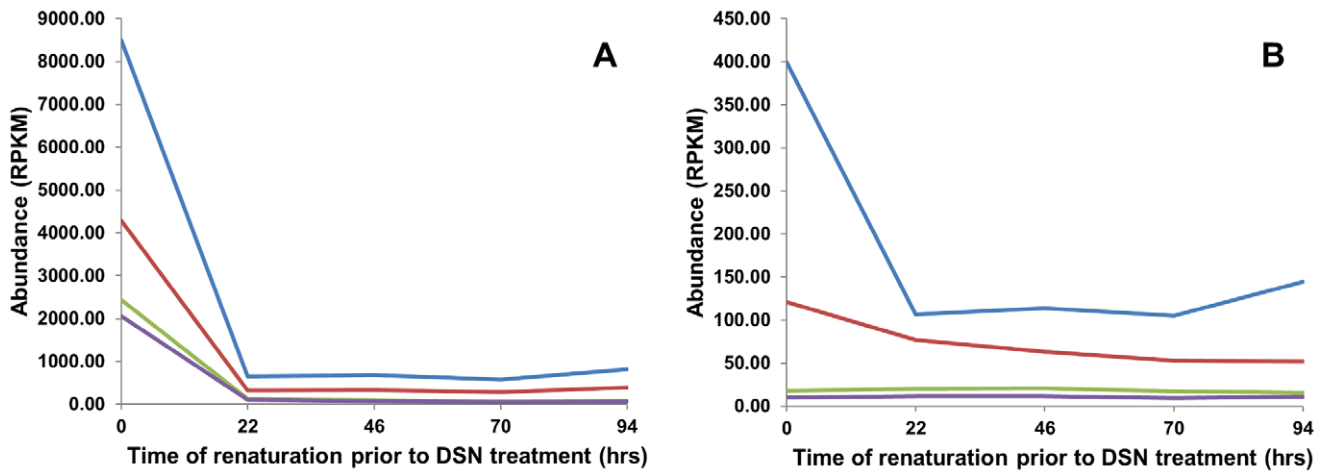 A
Abundance (RPKM)
9000.00
8000.00
7000.00
6000.00
5000.00
4000.00
3000.00
2000.00
1000.00
0.00
0 22 46 70 94
Time of renaturation prior to DSN treatment (hrs)
B
Abundance (RPKM)
450.00
400.00
350.00
300.00
250.00
200.00
150.00
100.00
50.00
0.00
0 22 46 70 94
Time of renaturation prior to DSN treatment (hrs)